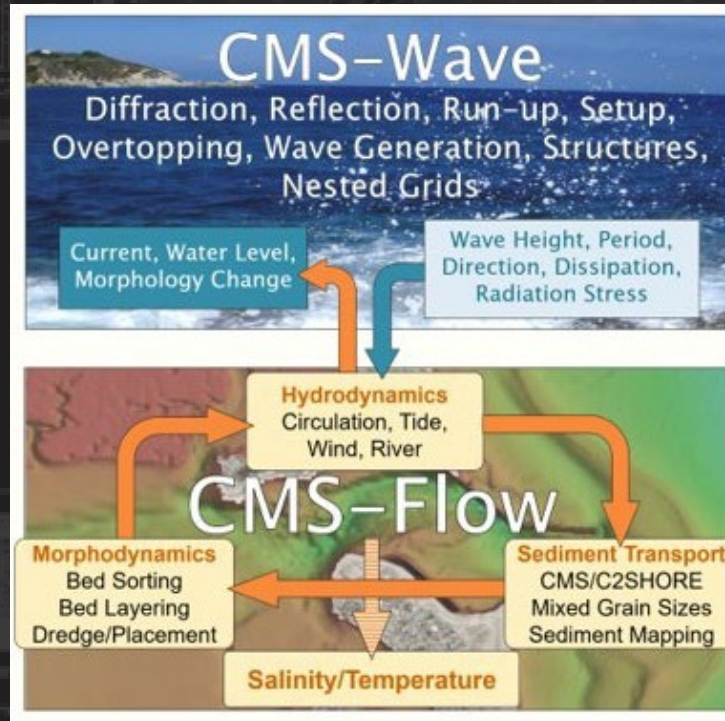 CMS-Wave
Diffraction, Reflection, Run-up, Setup,
Overtopping, Wave Generation, Structures,
Nested Grids
Current, Water Level,
Morphology Change
Wave Height, Period,
Direction, Dissipation,
Radiation Stress
Hydrodynamics
Circulation, Tide,
Wind, River
CMS-Flow
Morphodynamics
Bed Sorting
Bed Layering
Dredge/Placement
Sediment Transport
CMS/C2SHORE
Mixed Grain Sizes
Sediment Mapping
Salinity/Temperature